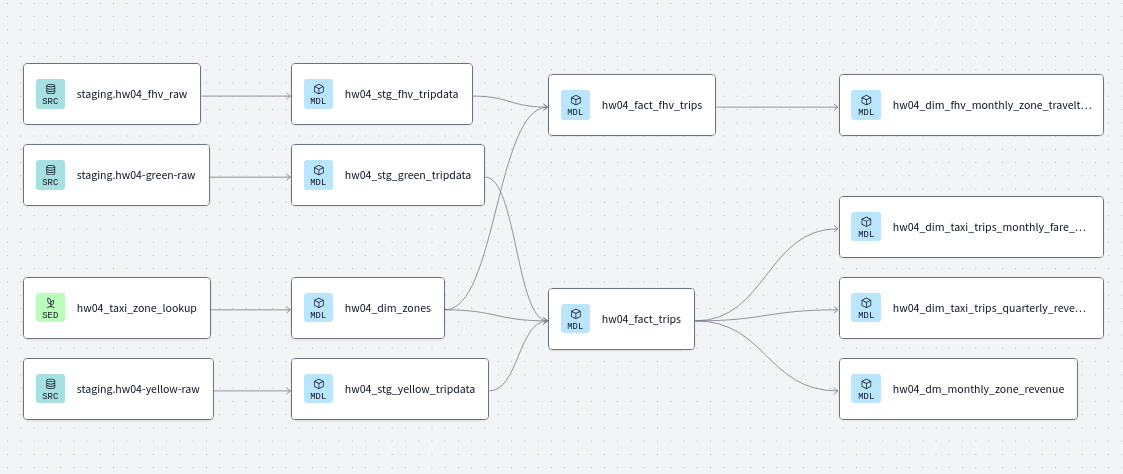 SRC
staging.hw04_fhv_raw
MDL
hw04_stg_fhv_tripdata
MDL
hw04_fact_fhv_trips
MDL
hw04_dim_fhv_monthly_zone_travelt…
SRC
staging.hw04-green-raw
MDL
hw04_stg_green_tripdata
MDL
hw04_dim_taxi_trips_monthly_fare_…
SED
hw04_taxi_zone_lookup
MDL
hw04_dim_zones
MDL
hw04_fact_trips
MDL
hw04_dim_taxi_trips_quarterly_reve…
SRC
staging.hw04-yellow-raw
MDL
hw04_stg_yellow_tripdata
MDL
hw04_dm_monthly_zone_revenue